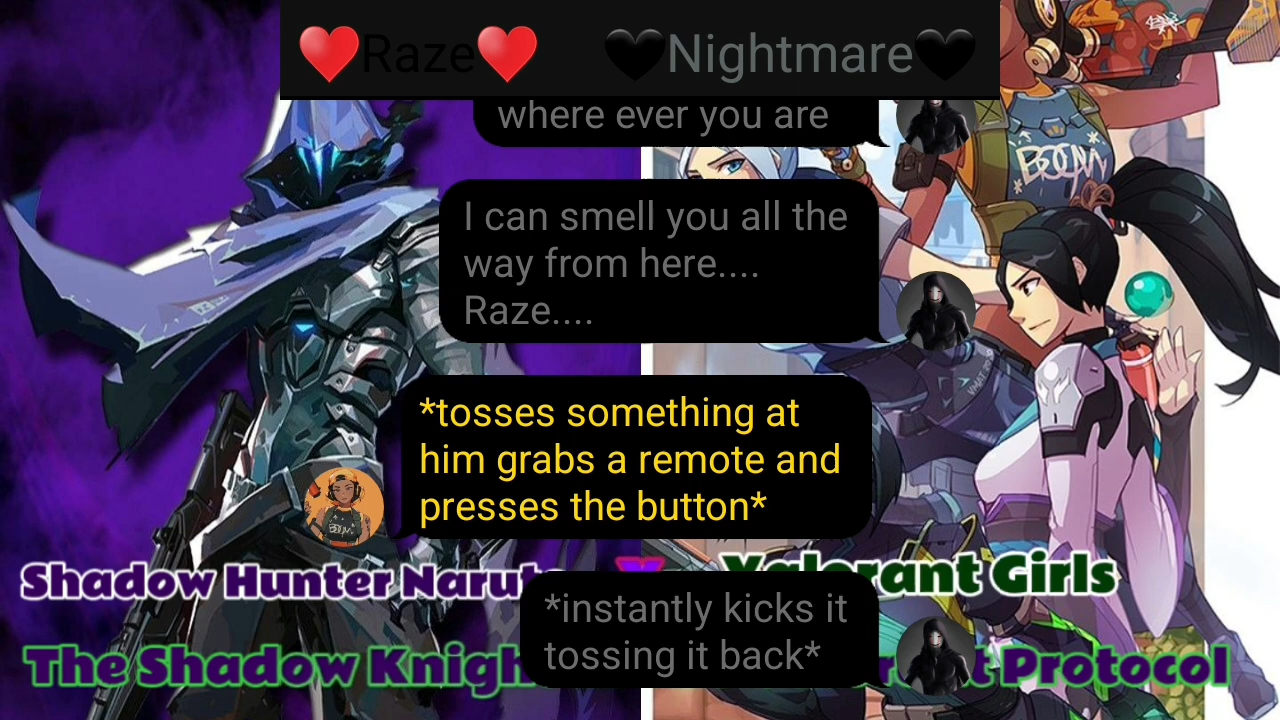 ❤️Raze❤️ 🖤Nightmare🖤
where ever you are
I can smell you all the
way from here....
Raze....
*tosses something at
him grabs a remote and
presses the button*
*instantly kicks it
tossing it back*
BOOM
Shadow Hunter Naruto X Valorant Girls
The Shadow Knigh
t Protocol